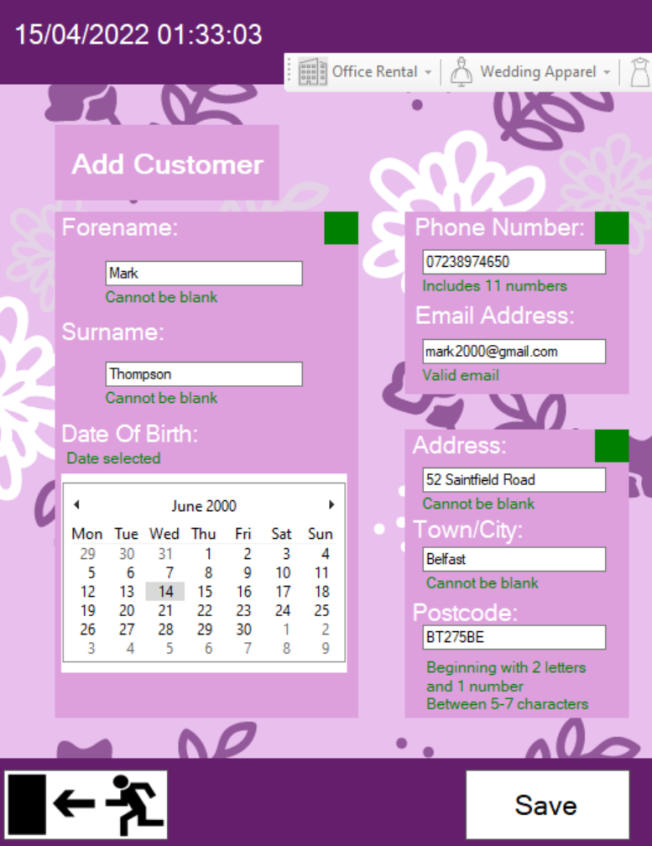 15/04/2022 01:33:03
Office Rental
Wedding Apparel
Add Customer
Forename:
Mark
Cannot be blank
Surname:
Thompson
Cannot be blank
Date Of Birth:
Date selected
June 2000
Mon Tue Wed Thu Fri Sat Sun
29 30 31 1 2 3 4
5 6 7 8 9 10 11
12 13 14 15 16 17 18
19 20 21 22 23 24 25
26 27 28 29 30 1 2
3 4 5 6 7 8 9
Phone Number:
07238974650
Includes 11 numbers
Email Address:
mark2000@gmail.com
Valid email
Address:
52 Saintfield Road
Cannot be blank
Town/City:
Belfast
Cannot be blank
Postcode:
BT275BE
Beginning with 2 letters
and 1 number
Between 5-7 characters
Save